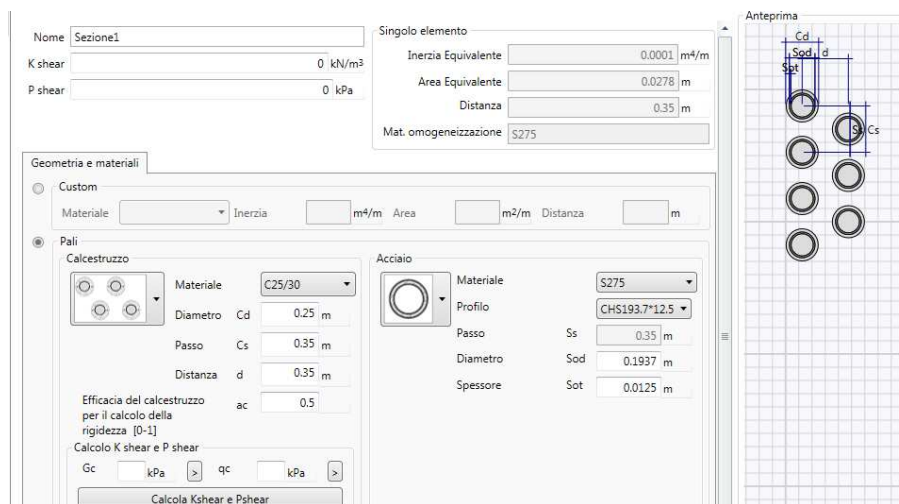 Nome Sezione1
K shear 0 kN/m³
P shear 0 kPa
Singolo elemento
Inerzia Equivalente 0.0001 m⁴/m
Area Equivalente 0.0278 m
Distanza 0.35 m
Mat. omogeneizzazione S275
Geometria e materiali
Custom
Materiale Inerzia m⁴/m Area m²/m Distanza m
Pali
Calcestruzzo
Materiale C25/30
Diametro Cd 0.25 m
Passo Cs 0.35 m
Distanza d 0.35 m
Efficacia del calcestruzzo
per il calcolo della
rigidezza [0-1]
ac 0.5
Calcolo K shear e P shear
Gc kPa > qc kPa >
Calcola Kshear e Pshear
Acciaio
Materiale S275
Profilo CHS193.7*12.5
Passo Ss 0.35 m
Diametro Sod 0.1937 m
Spessore Sot 0.0125 m
Anteprima
Cd
Sod d
Sot
Ss Cs